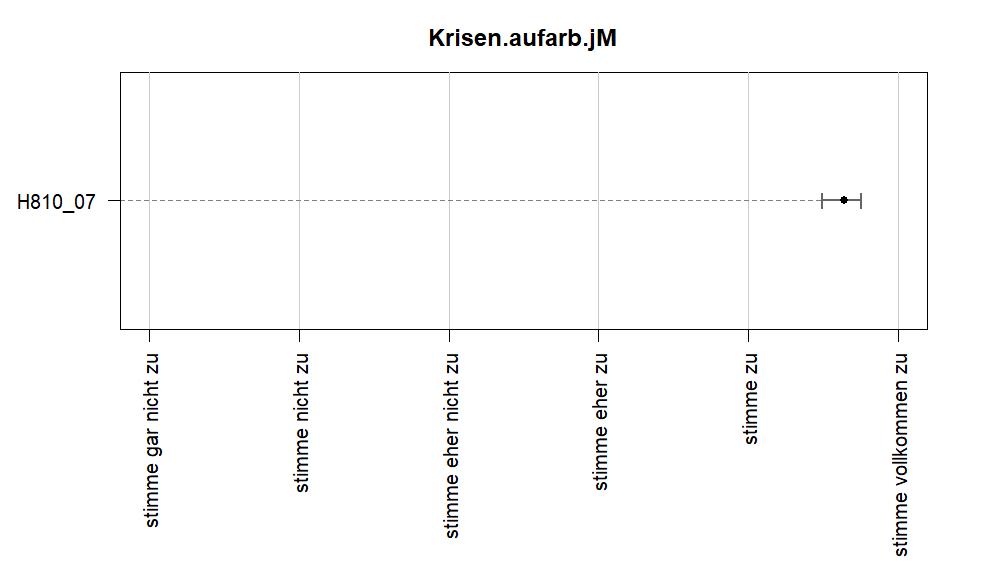 Krisen.aufarb.jM
H810_07
stimme gar nicht zu
stimme nicht zu
stimme eher nicht zu
stimme eher zu
stimme zu
stimme vollkommen zu